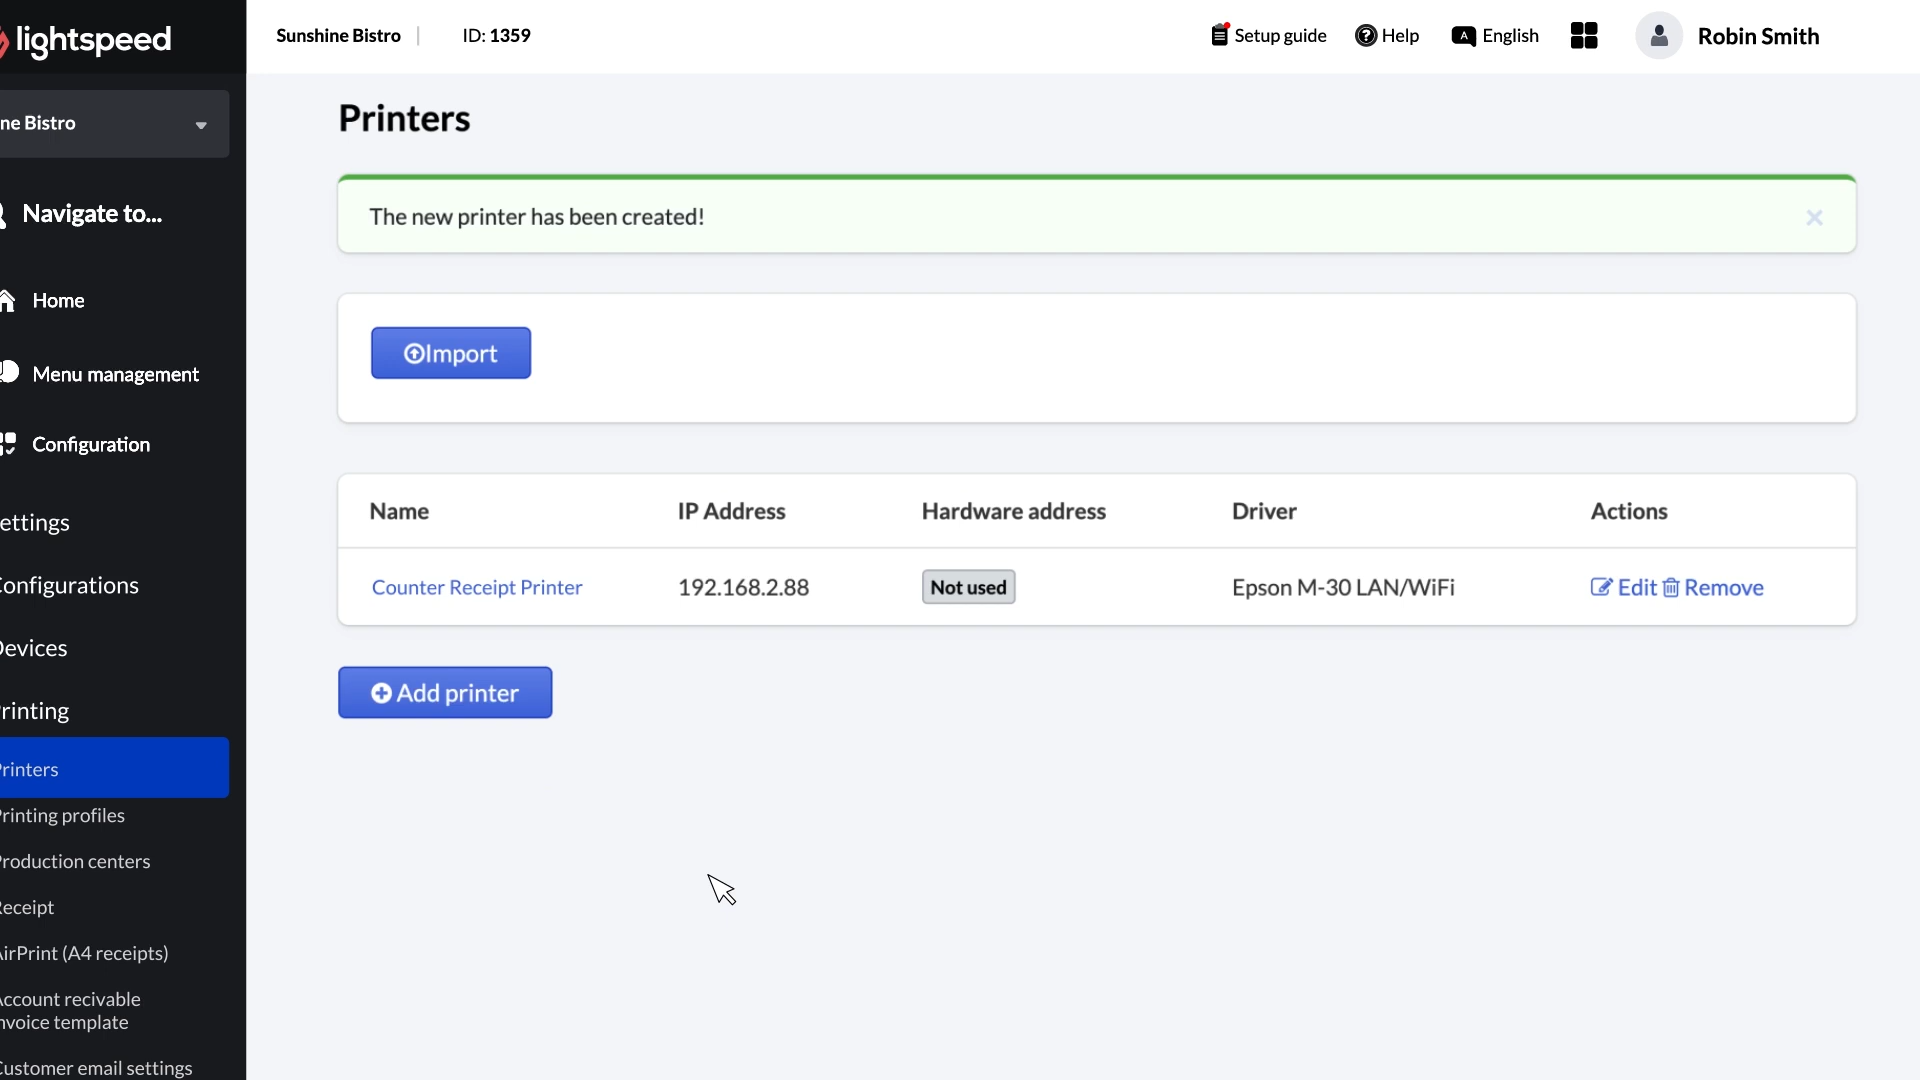 lightspeed
Sunshine Bistro
ID: 1359
Setup guide
Help
A English
Robin Smith
ne Bistro
Navigate to...
Home
Menu management
Configuration
ettings
onfigurations
evices
rinting
rinters
rinting profiles
roduction centers
eceipt
irPrint (A4 receipts)
ccount recivable
nvoice template
ustomer email settings
Printers
The new printer has been created!
Import
Name IP Address Hardware address Driver Actions
Counter Receipt Printer 192.168.2.88 Not used Epson M-30 LAN/WiFi Edit Remove
Add printer